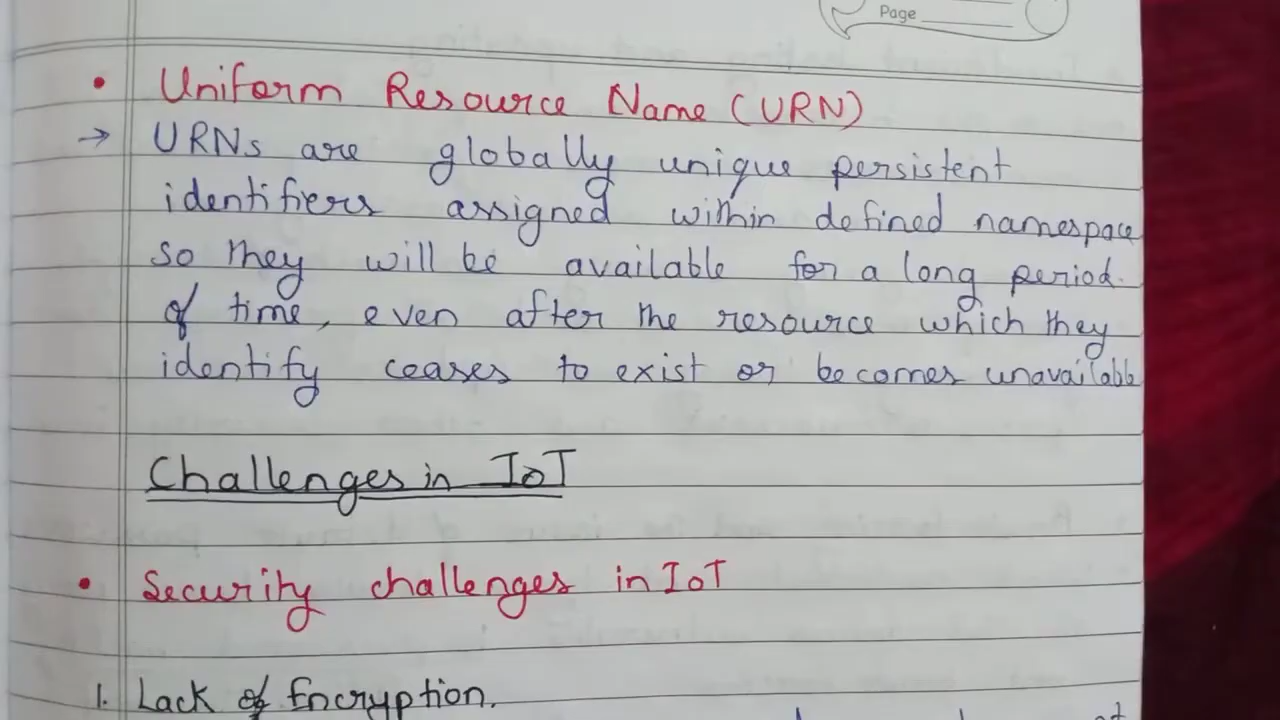 Page
• Uniform Resource Name (URN)
→ URNs are globally unique persistent
identifiers assigned within defined namespace
so they will be available for a long period.
of time, even after the resource which they
identify ceases to exist or becomes unavailable
Challenges in IoT
• Security challenges in IoT
1. Lack of Encryption.